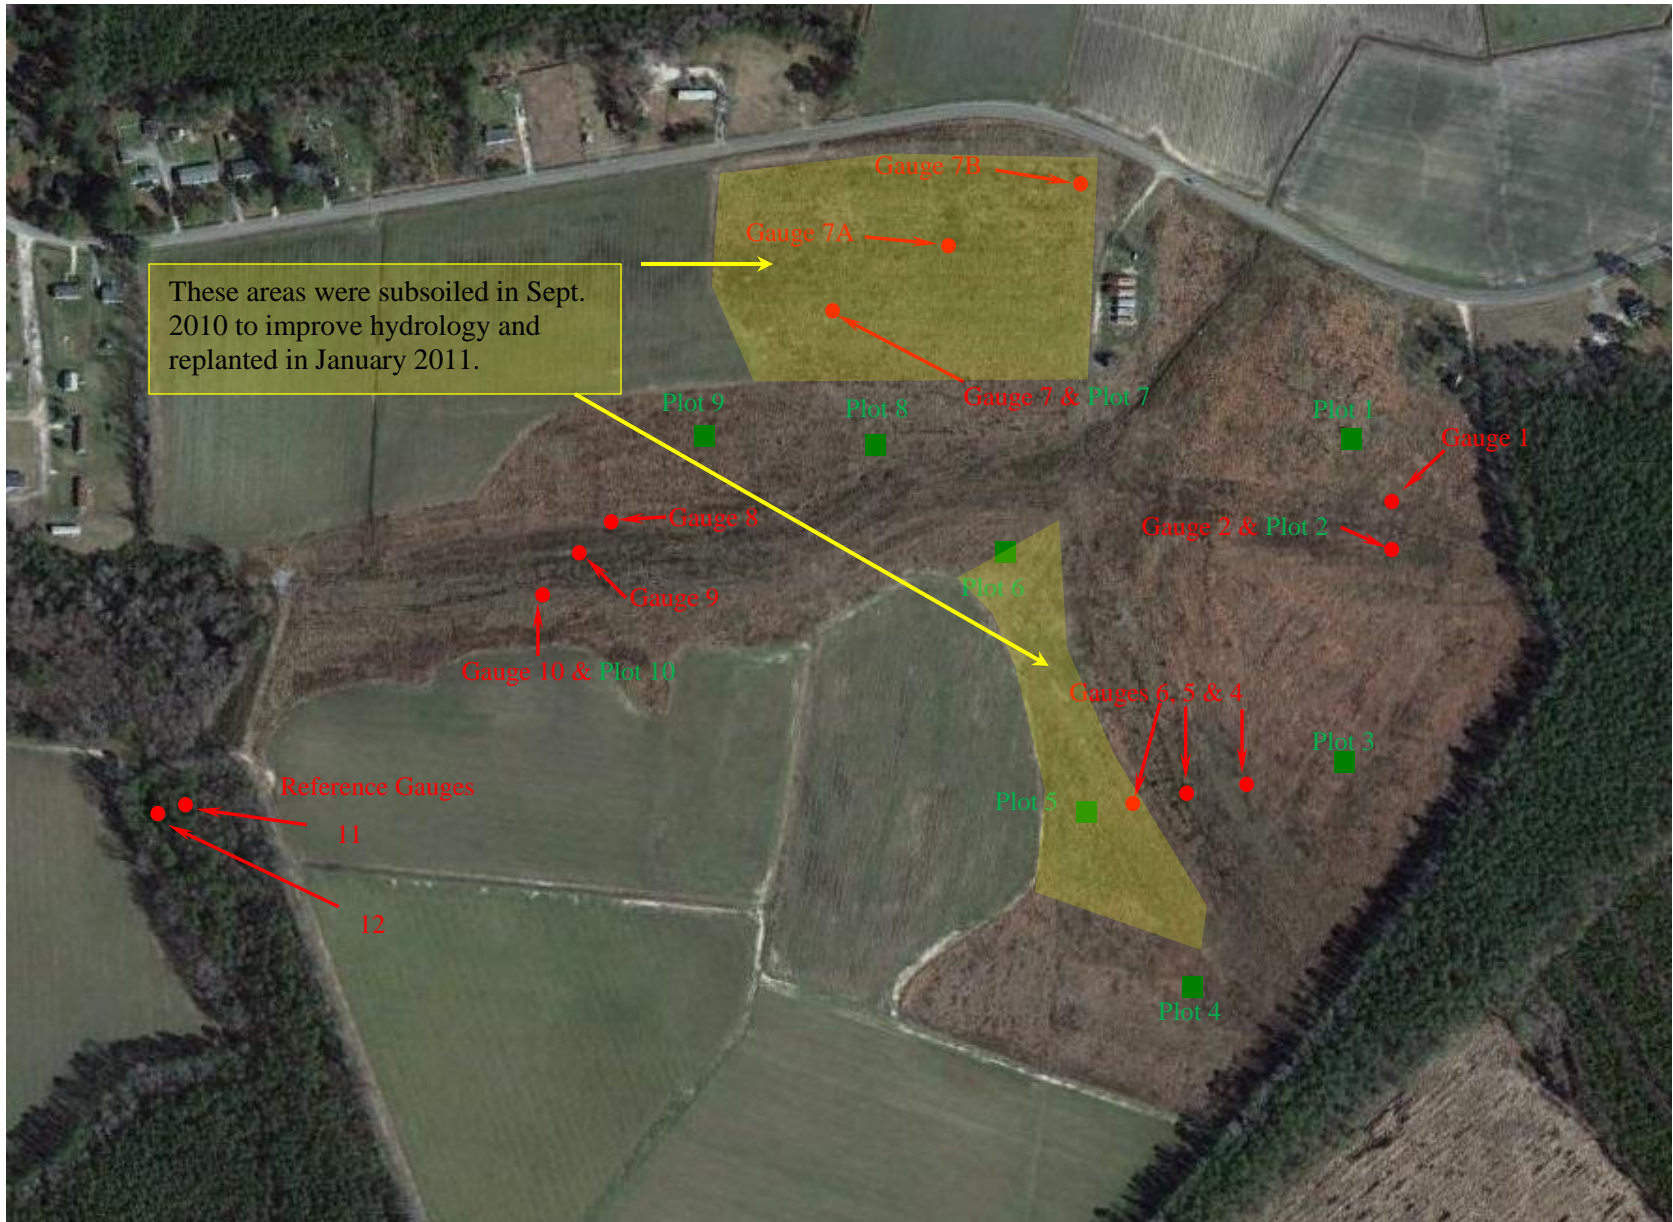 Gauge 7B
Gauge 7A
These areas were subsoiled in Sept.
2010 to improve hydrology and
replanted in January 2011.
Gauge 7 & Plot 7
Plot 9
Plot 8
Plot 1
Gauge 1
Gauge 8
Gauge 2 & Plot 2
Plot 6
Gauge 9
Gauge 10 & Plot 10
Gauges 6, 5 & 4
Plot 3
Reference Gauges
Plot 5
11
12
Plot 4